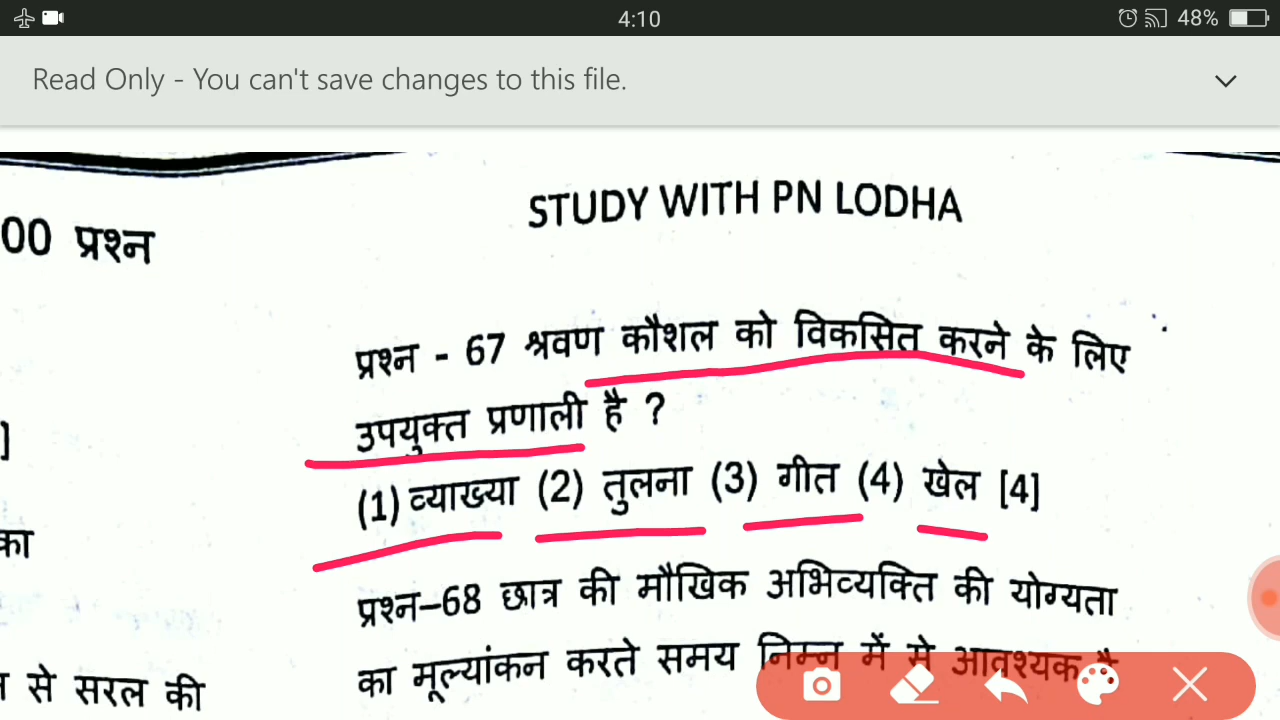 4:10
48%
Read Only - You can't save changes to this file.
STUDY WITH PN LODHA
00 प्रश्न
प्रश्न - 67 श्रवण कौशल को विकसित करने के लिए
उपयुक्त प्रणाली है ?
]
(1) व्याख्या (2) तुलना (3) गीत (4) खेल [4]
का
प्रश्न–68 छात्र की मौखिक अभिव्यक्ति की योग्यता
का मूल्यांकन करते समय निम्न में से आवश्यक है
से सरल की